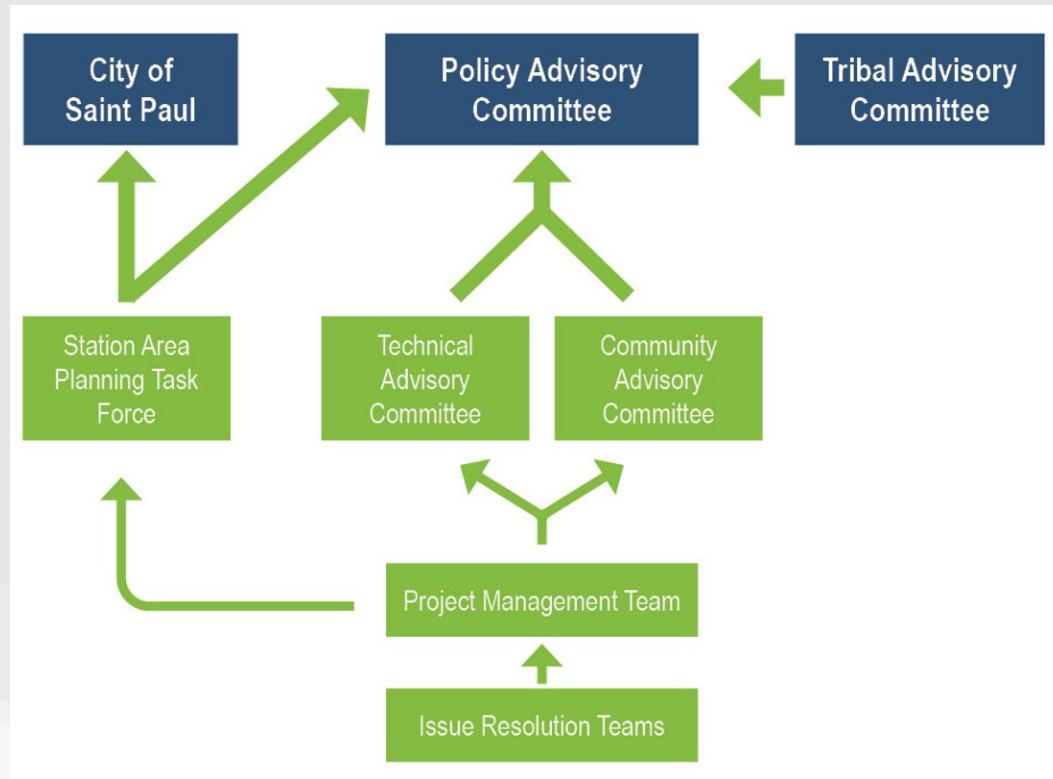 City of
Saint Paul
Policy Advisory
Committee
Tribal Advisory
Committee
Station Area
Planning Task
Force
Technical
Advisory
Committee
Community
Advisory
Committee
Project Management Team
Issue Resolution Teams